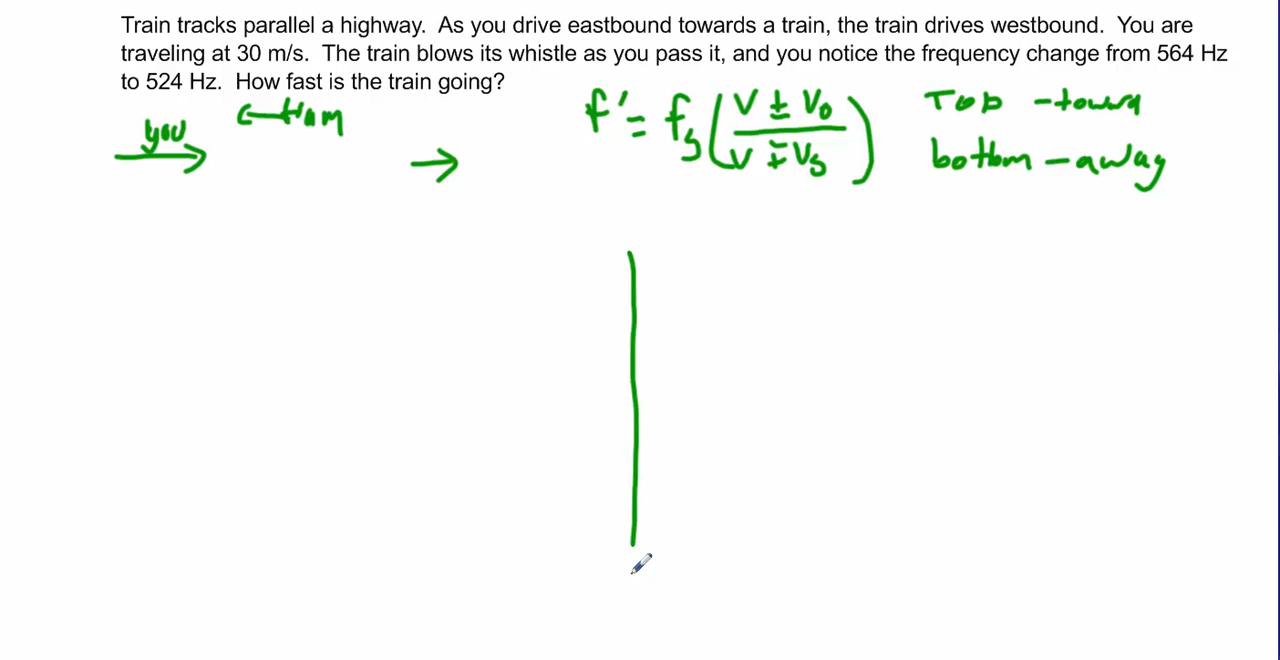 Train tracks parallel a highway. As you drive eastbound towards a train, the train drives westbound. You are
traveling at 30 m/s. The train blows its whistle as you pass it, and you notice the frequency change from 564 Hz
to 524 Hz. How fast is the train going?
you ← train → f' = fs((V ± Vo)/(V ∓ Vs)) Top - toward
bottom - away